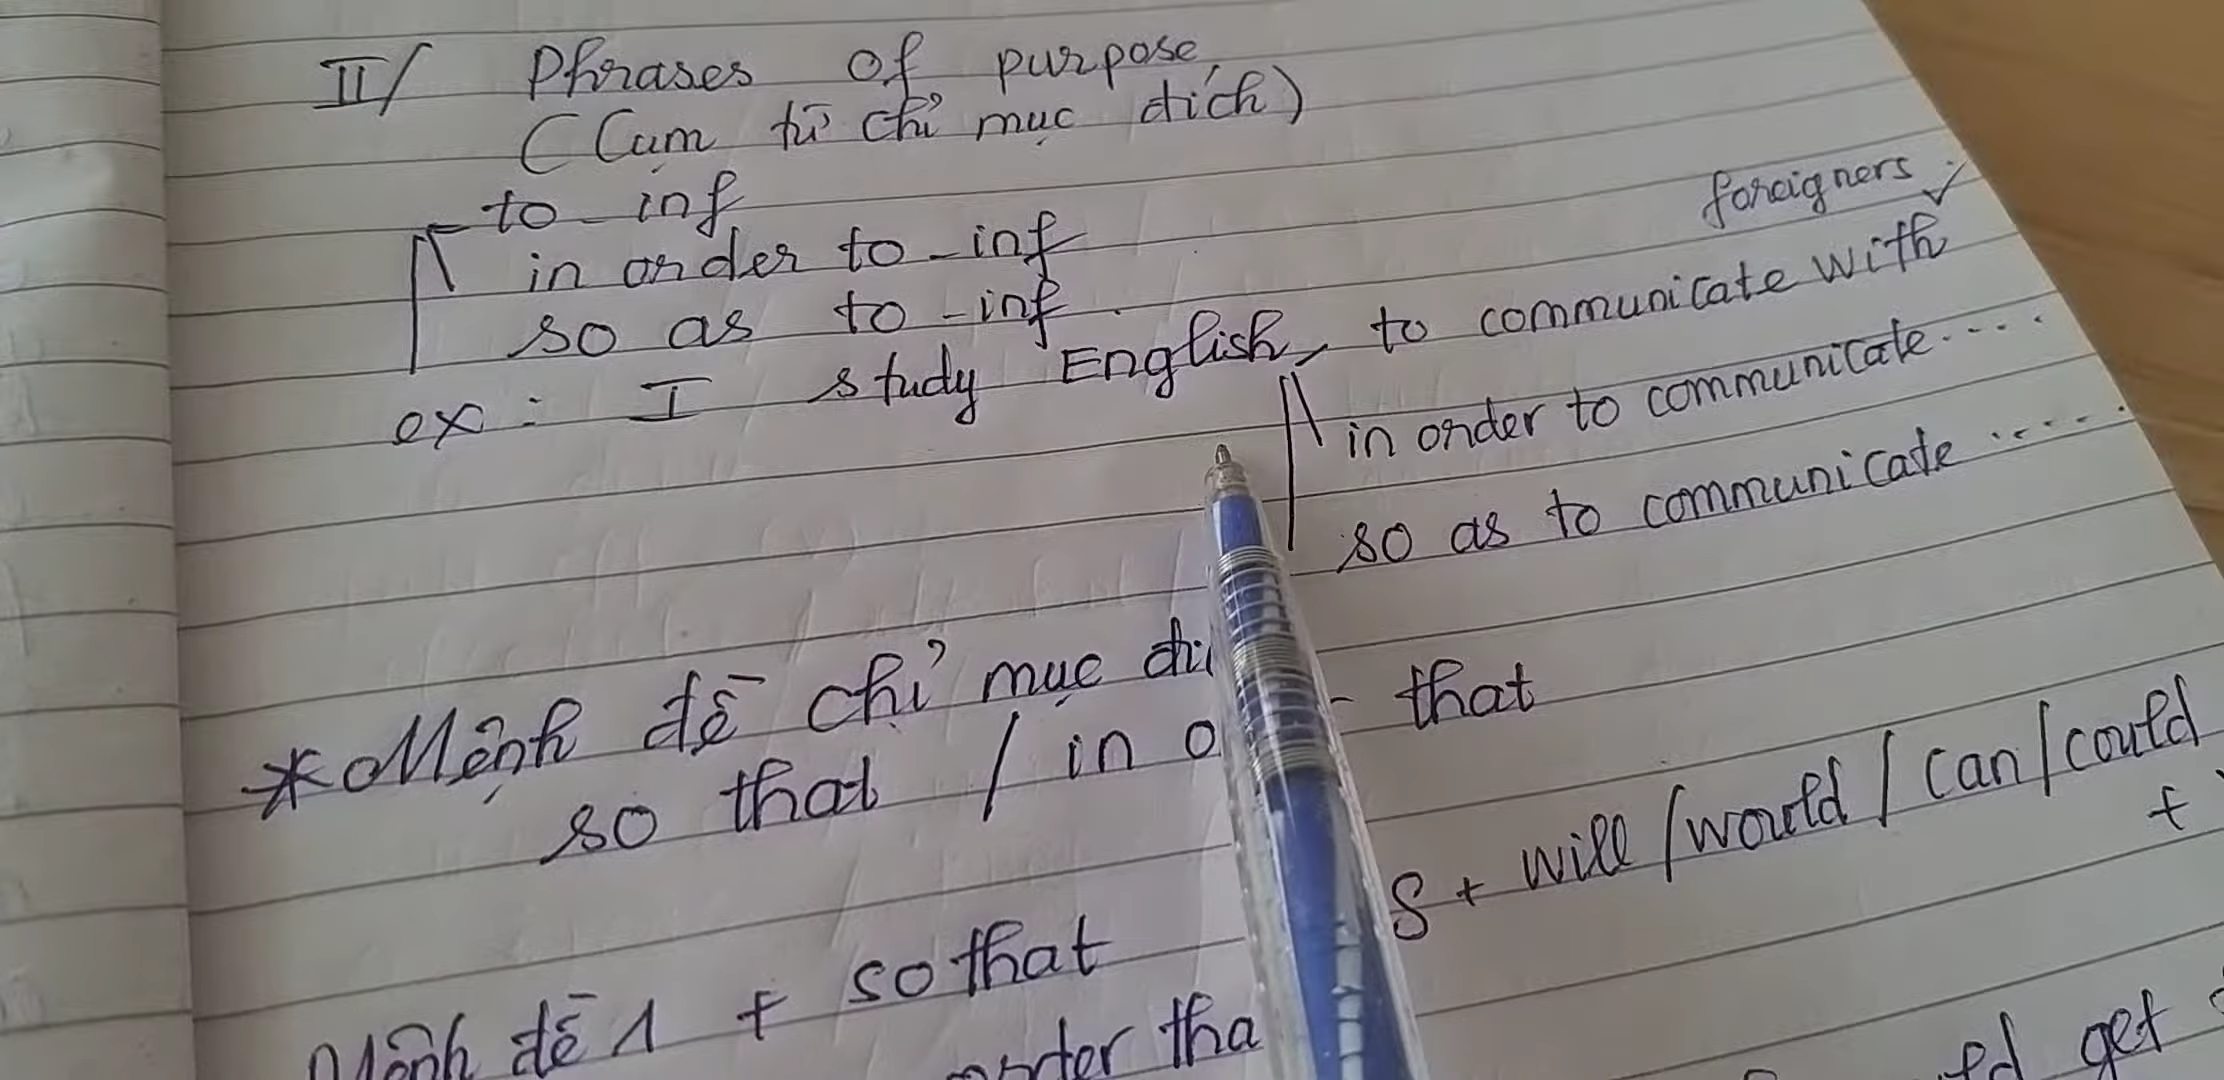 II/ Phrases of purpose
(Cụm từ chỉ mục đích)
to - inf
in order to - inf
so as to - inf
foreigners
ex: I study English, to communicate with
in order to communicate....
so as to communicate.....
* Mệnh đề chỉ mục
so that / in that
S + will / would / can / could
+
Mệnh đề 1 + so that
order
get